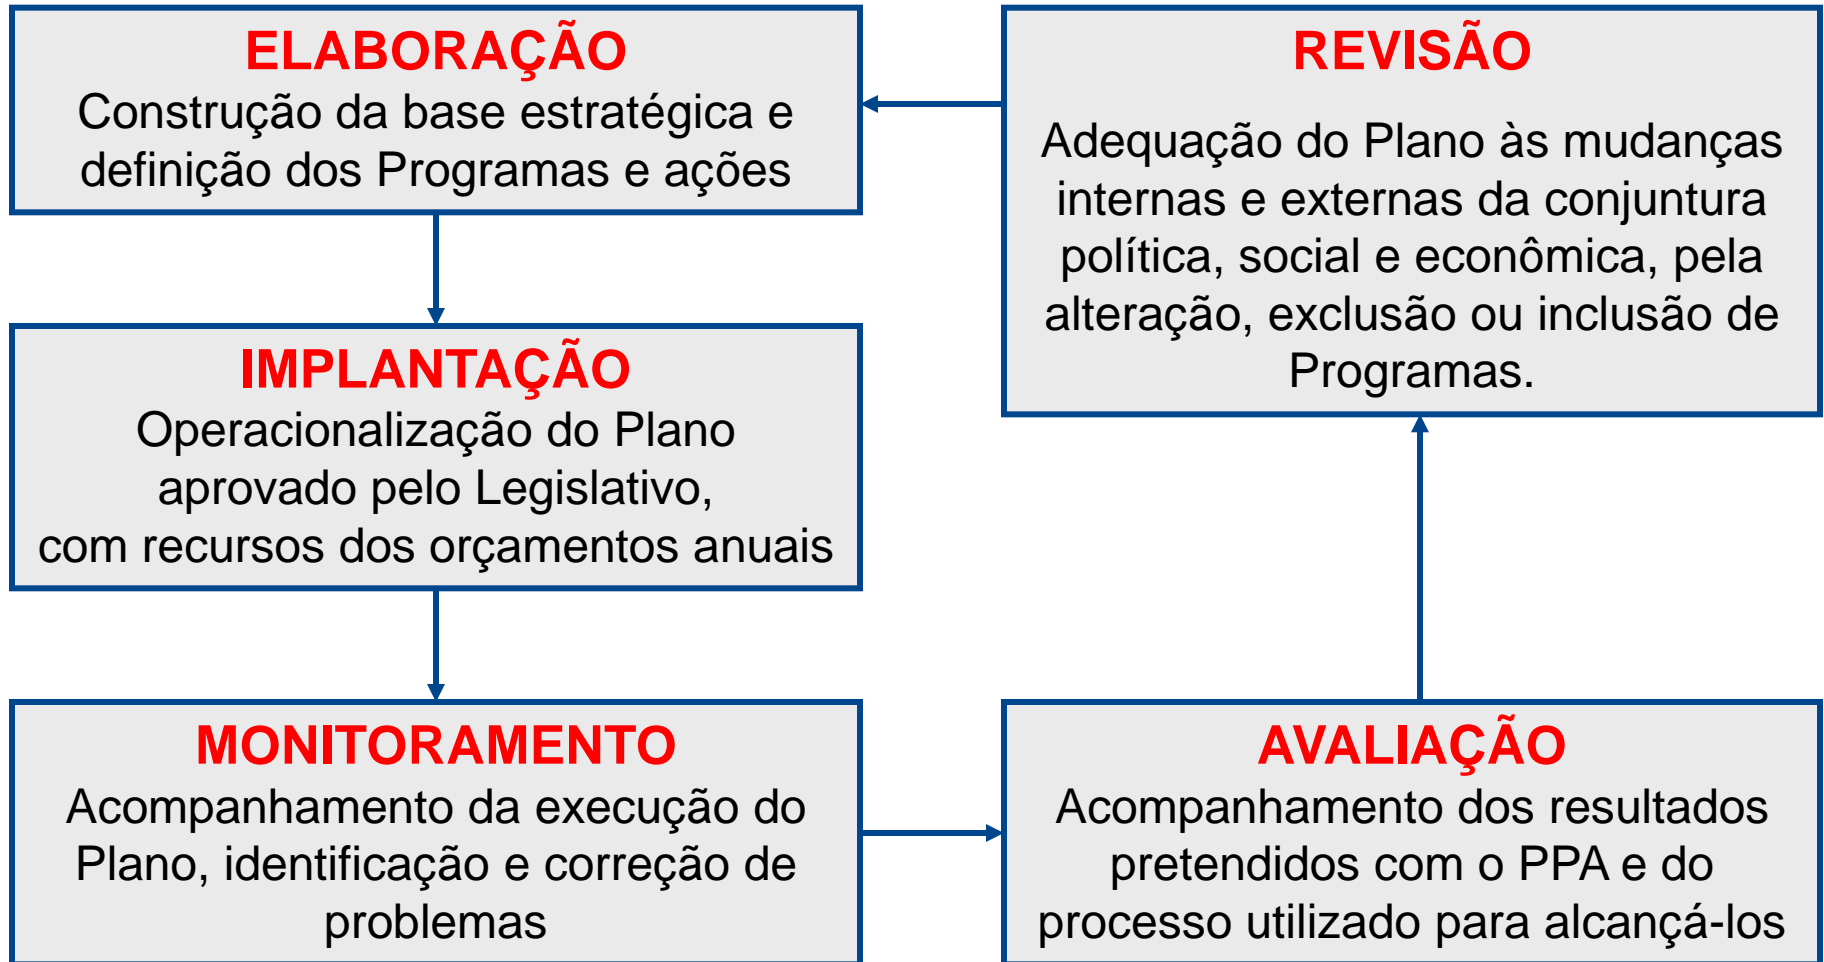 ELABORAÇÃO
Construção da base estratégica e
definição dos Programas e ações
IMPLANTAÇÃO
Operacionalização do Plano
aprovado pelo Legislativo,
com recursos dos orçamentos anuais
MONITORAMENTO
Acompanhamento da execução do
Plano, identificação e correção de
problemas
AVALIAÇÃO
Acompanhamento dos resultados
pretendidos com o PPA e do
processo utilizado para alcançá-los
REVISÃO
Adequação do Plano às mudanças
internas e externas da conjuntura
política, social e econômica, pela
alteração, exclusão ou inclusão de
Programas.